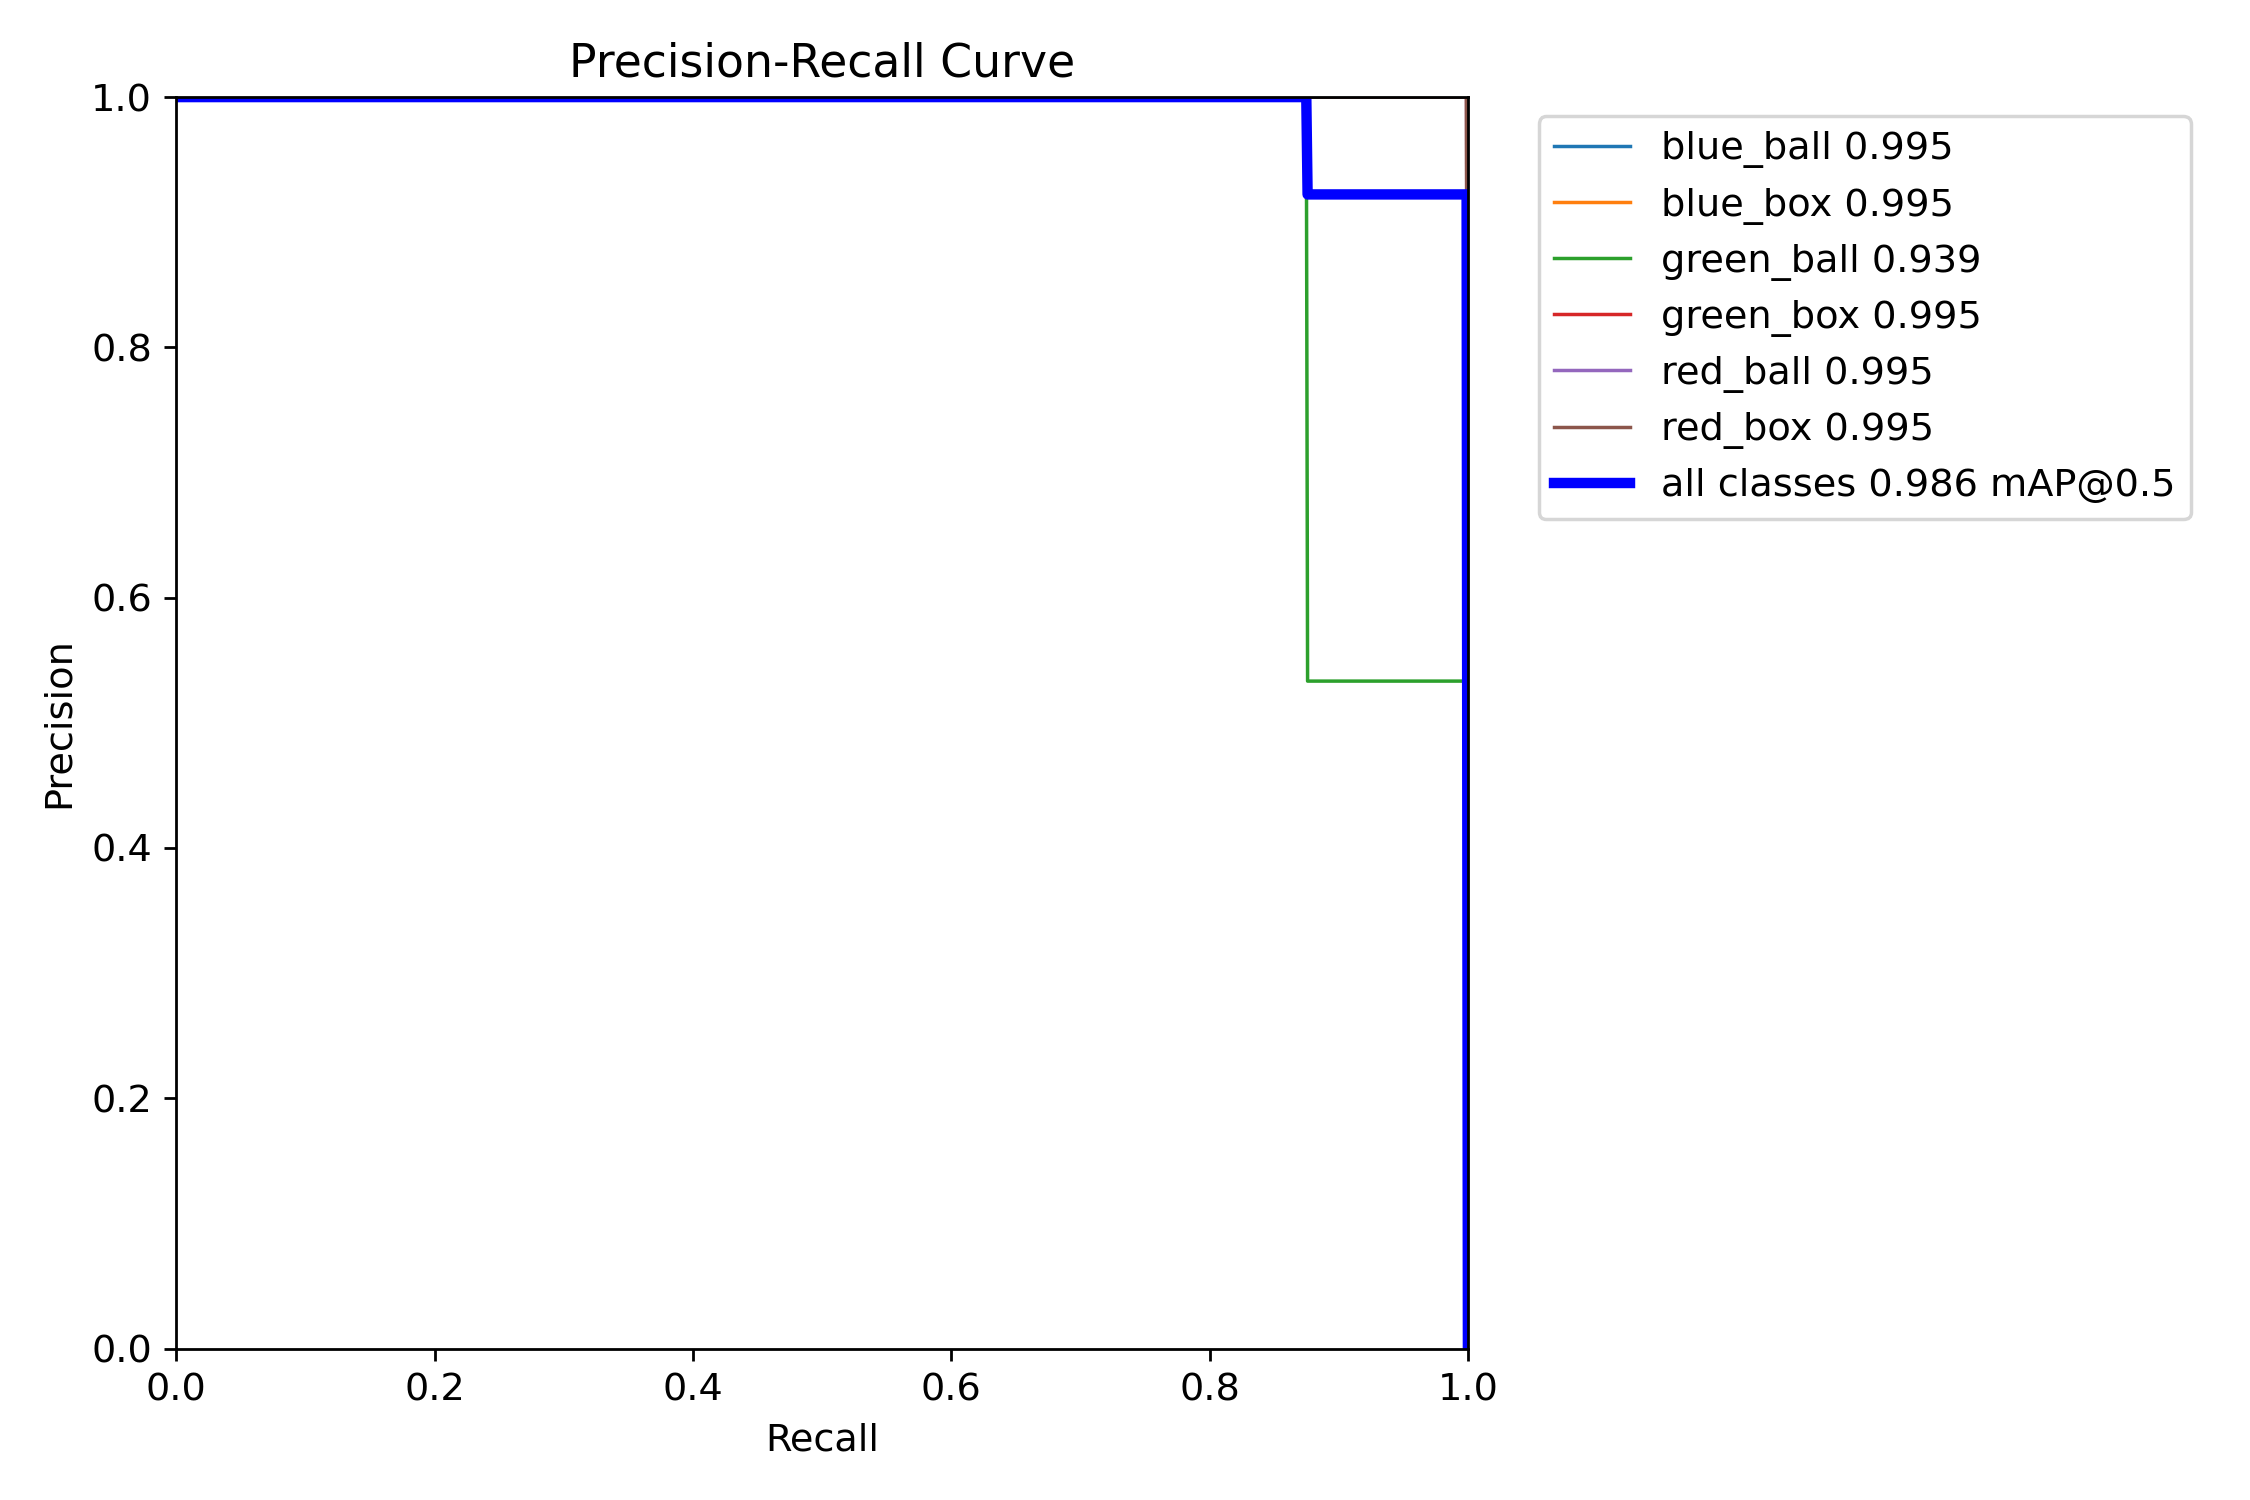 Precision-Recall Curve
1.0
0.8
0.6
0.4
0.2
0.0
Precision
0.0 0.2 0.4 0.6 0.8 1.0
Recall
blue_ball 0.995
blue_box 0.995
green_ball 0.939
green_box 0.995
red_ball 0.995
red_box 0.995
all classes 0.986 mAP@0.5